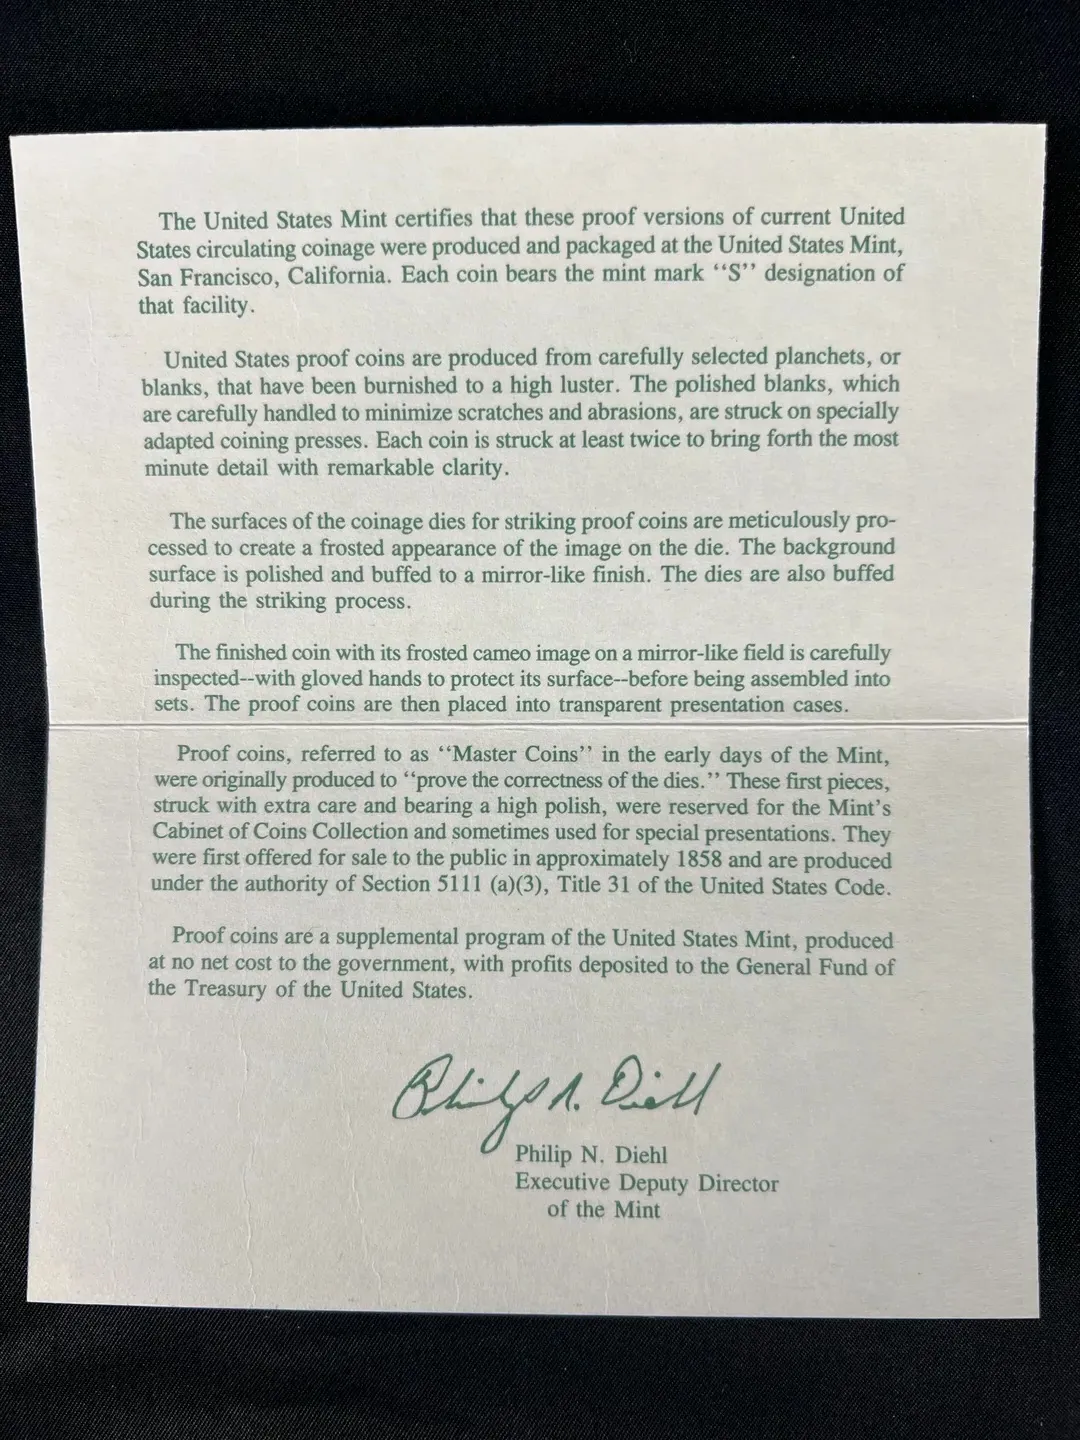 The United States Mint certifies that these proof versions of current United
States circulating coinage were produced and packaged at the United States Mint,
San Francisco, California. Each coin bears the mint mark ‘‘S’’ designation of
that facility.
United States proof coins are produced from carefully selected planchets, or
blanks, that have been burnished to a high luster. The polished blanks, which
are carefully handled to minimize scratches and abrasions, are struck on specially
adapted coining presses. Each coin is struck at least twice to bring forth the most
minute detail with remarkable clarity.
The surfaces of the coinage dies for striking proof coins are meticulously pro-
cessed to create a frosted appearance of the image on the die. The background
surface is polished and buffed to a mirror-like finish. The dies are also buffed
during the striking process.
The finished coin with its frosted cameo image on a mirror-like field is carefully
inspected--with gloved hands to protect its surface--before being assembled into
sets. The proof coins are then placed into transparent presentation cases.
Proof coins, referred to as ‘‘Master Coins’’ in the early days of the Mint,
were originally produced to ‘‘prove the correctness of the dies.’’ These first pieces,
struck with extra care and bearing a high polish, were reserved for the Mint’s
Cabinet of Coins Collection and sometimes used for special presentations. They
were first offered for sale to the public in approximately 1858 and are produced
under the authority of Section 5111 (a)(3), Title 31 of the United States Code.
Proof coins are a supplemental program of the United States Mint, produced
at no net cost to the government, with profits deposited to the General Fund of
the Treasury of the United States.
Philip N. Diehl
Philip N. Diehl
Executive Deputy Director
of the Mint